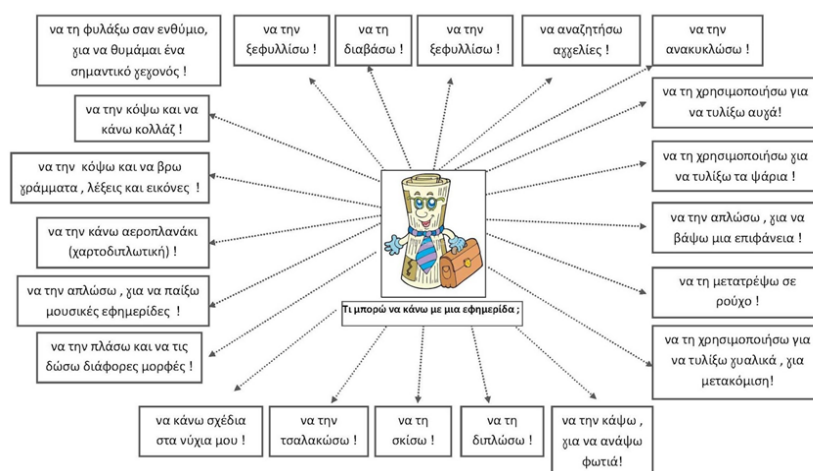 να τη φυλάξω σαν ενθύμιο,
για να θυμάμαι ένα
σημαντικό γεγονός !
να την
ξεφυλλίσω !
να τη
διαβάσω !
να την
ξεφυλλίσω !
να αναζητήσω
αγγελίες !
να την
ανακυκλώσω !
να την κόψω και να
κάνω κολλάζ !
να τη χρησιμοποιήσω για
να τυλίξω αυγά!
να την κόψω και να βρω
γράμματα , λέξεις και εικόνες !
να τη χρησιμοποιήσω για
να τυλίξω τα ψάρια !
να την κάνω αεροπλανάκι
(χαρτοδιπλωτική) !
να την απλώσω , για να
βάψω μια επιφάνεια !
να την απλώσω , για να παίξω
μουσικές εφημερίδες !
να τη μετατρέψω σε
ρούχο !
Τι μπορώ να κάνω με μια εφημερίδα ;
να την πλάσω και να τις
δώσω διάφορες μορφές !
να τη χρησιμοποιήσω για
να τυλίξω γυαλικά , για
μετακόμιση!
να κάνω σχέδια
στα νύχια μου !
να την
τσαλακώσω !
να τη
σκίσω !
να τη
διπλώσω !
να την κάψω ,
για να ανάψω
φωτιά!